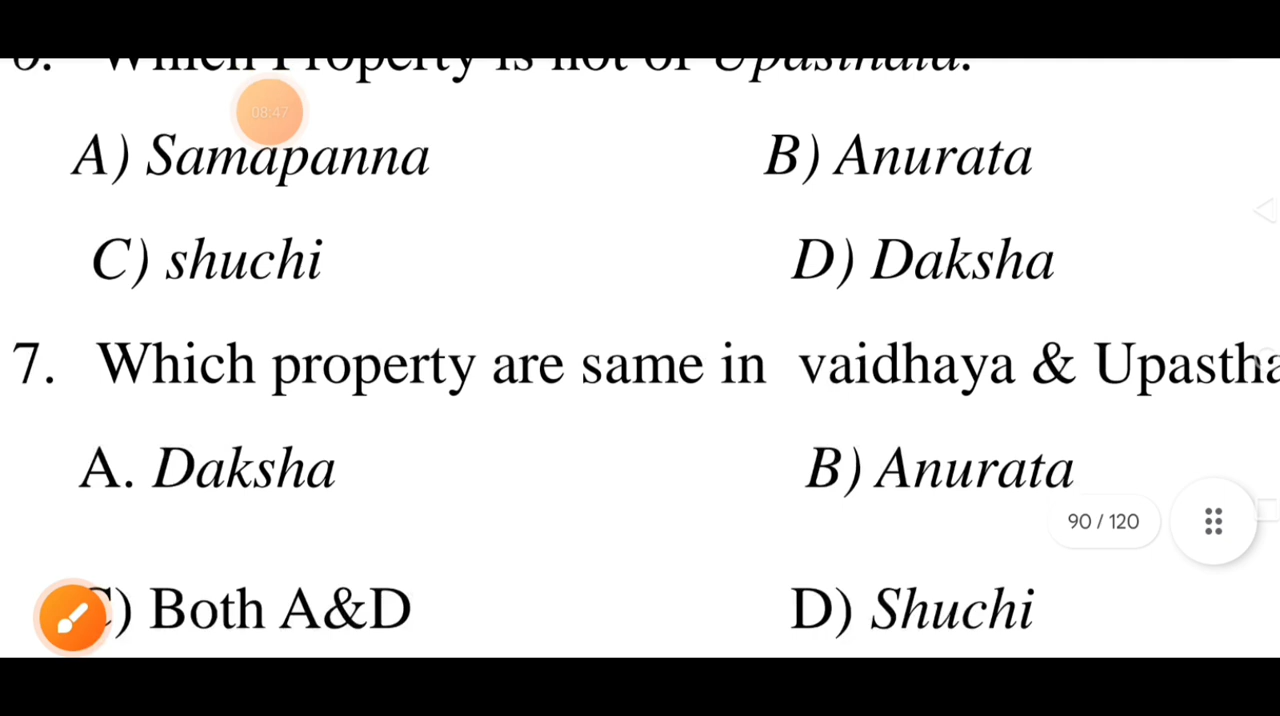 6. Which Property is not of Upasthata.
08:47
A) Samapanna B) Anurata
C) shuchi D) Daksha
7. Which property are same in vaidhaya & Upastha
A. Daksha B) Anurata
90 / 120
C) Both A&D D) Shuchi